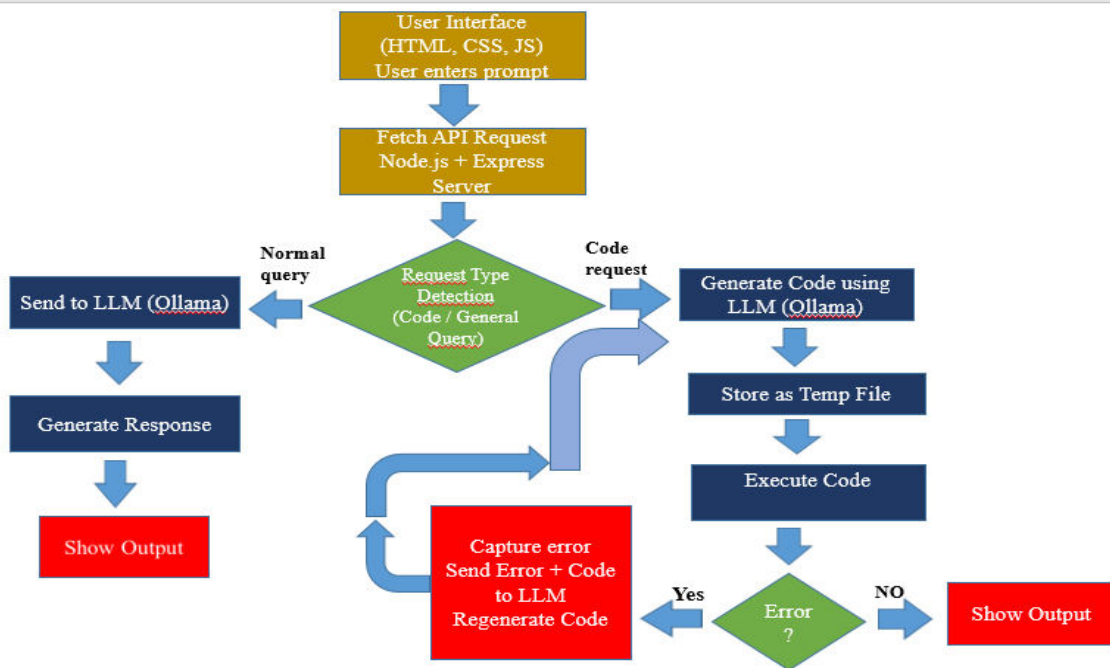 User Interface
(HTML, CSS, JS)
User enters prompt
Fetch API Request
Node.js + Express
Server
Normal
query
Request Type
Detection
(Code / General
Query)
Code
request
Send to LLM (Ollama)
Generate Response
Show Output
Generate Code using
LLM (Ollama)
Store as Temp File
Execute Code
Error
?
Yes
Capture error
Send Error + Code
to LLM
Regenerate Code
NO
Show Output